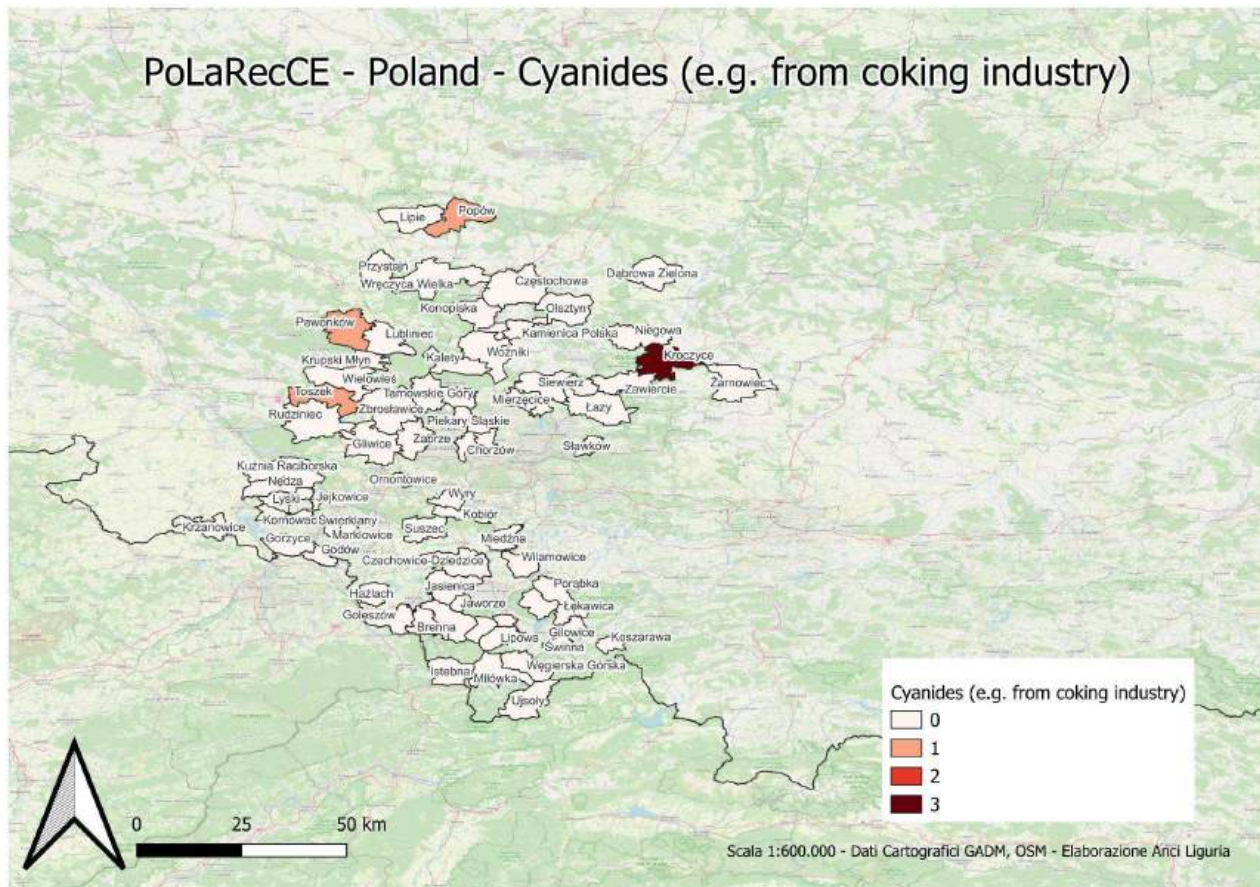 PoLaRecCE - Poland - Cyanides (e.g. from coking industry)
Lipie
Popów
Przystajń
Wręczyca Wielka
Częstochowa
Dąbrowa Zielona
Konopiska
Olsztyn
Pawonków
Lubliniec
Kamienica Polska
Niegowa
Krupski Młyn
Kalety
Woźniki
Kroczyce
Wielowieś
Siewierz
Zawiercie
Żarnowiec
Toszek
Tarnowskie Góry
Mierzęcice
Rudziniec
Zbrosławice
Łazy
Piekary Śląskie
Gliwice
Zabrze
Chorzów
Sławków
Kuźnia Raciborska
Nędza
Ornontowice
Lyski
Jejkowice
Wyry
Kornowac
Świerklany
Kobiór
Krzanowice
Gorzyce
Marklowice
Suszec
Miedźna
Godów
Czechowice-Dziedzice
Wilamowice
Hażlach
Jasienica
Porąbka
Jaworze
Łękawica
Goleszów
Brenna
Lipowa
Gilowice
Świnna
Koszarawa
Istebna
Milówka
Węgierska Górska
Ujsoły
Cyanides (e.g. from coking industry)
0
1
2
3
0 25 50 km
Scala 1:600.000 - Dati Cartografici GADM, OSM - Elaborazione Anci Liguria